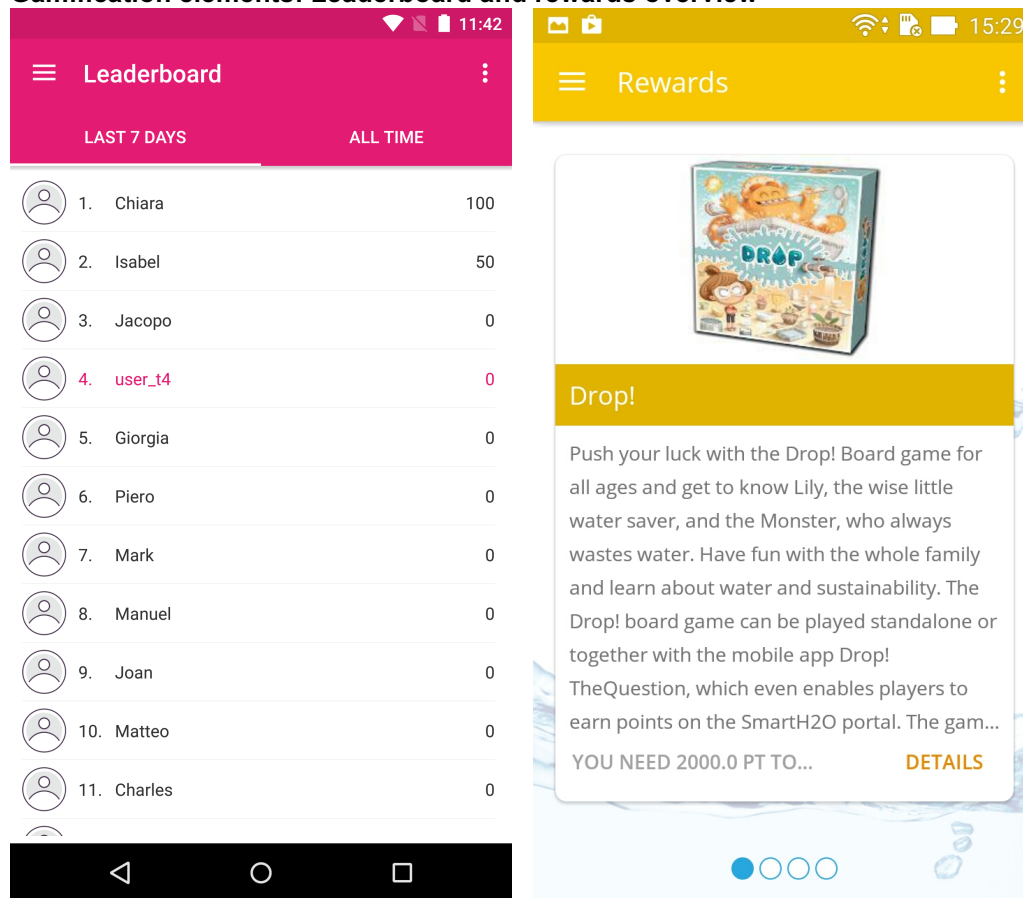 Gamification elements: Leaderboard and rewards overview
11:42
Leaderboard
LAST 7 DAYS
ALL TIME
1. Chiara 100
2. Isabel 50
3. Jacopo 0
4. user_t4 0
5. Giorgia 0
6. Piero 0
7. Mark 0
8. Manuel 0
9. Joan 0
10. Matteo 0
11. Charles 0
15:29
Rewards
DROP
Drop!
Push your luck with the Drop! Board game for
all ages and get to know Lily, the wise little
water saver, and the Monster, who always
wastes water. Have fun with the whole family
and learn about water and sustainability. The
Drop! board game can be played standalone or
together with the mobile app Drop!
TheQuestion, which even enables players to
earn points on the SmartH2O portal. The gam...
YOU NEED 2000.0 PT TO...
DETAILS